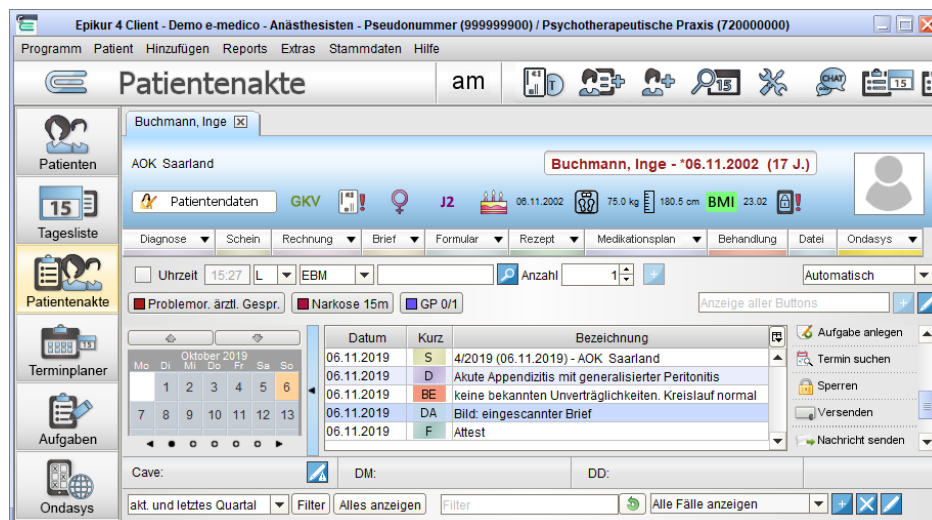 Epikur 4 Client - Demo e-medico - Anästhesisten - Pseudonummer (999999900) / Psychotherapeutische Praxis (720000000)
Programm Patient Hinzufügen Reports Extras Stammdaten Hilfe
Patientenakte am T 15 CHAT 15
Buchmann, Inge
Patienten
AOK Saarland Buchmann, Inge - *06.11.2002 (17 J.)
15
Tagesliste
Patientendaten GKV J2 06.11.2002 75.0 kg 180.5 cm BMI 23.02
Diagnose Schein Rechnung Brief Formular Rezept Medikationsplan Behandlung Datei Ondasys
Patientenakte
Uhrzeit 15:27 L EBM Anzahl 1 Automatisch
Problemor. ärztl. Gespr. Narkose 15m GP 0/1 Anzeige aller Buttons
Terminplaner
Oktober 2019
Mo Di Mi Do Fr Sa So
1 2 3 4 5 6
7 8 9 10 11 12 13
Datum Kurz Bezeichnung
06.11.2019 S 4/2019 (06.11.2019) - AOK Saarland
06.11.2019 D Akute Appendizitis mit generalisierter Peritonitis
06.11.2019 BE keine bekannten Unverträglichkeiten. Kreislauf normal
06.11.2019 DA Bild: eingescannter Brief
06.11.2019 F Attest
Aufgabe anlegen
Termin suchen
Sperren
Versenden
Nachricht senden
Aufgaben
Cave: DM: DD:
Ondasys
akt. und letztes Quartal Filter Alles anzeigen Filter Alle Fälle anzeigen